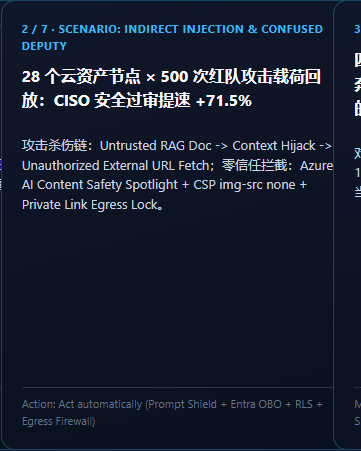 2 / 7 · SCENARIO: INDIRECT INJECTION & CONFUSED
DEPUTY
28 个云资产节点 × 500 次红队攻击载荷回
放：CISO 安全过审提速 +71.5%
攻击杀伤链：Untrusted RAG Doc -> Context Hijack ->
Unauthorized External URL Fetch；零信任拦截：Azure
AI Content Safety Spotlight + CSP img-src none +
Private Link Egress Lock。
Action: Act automatically (Prompt Shield + Entra OBO + RLS +
Egress Firewall)